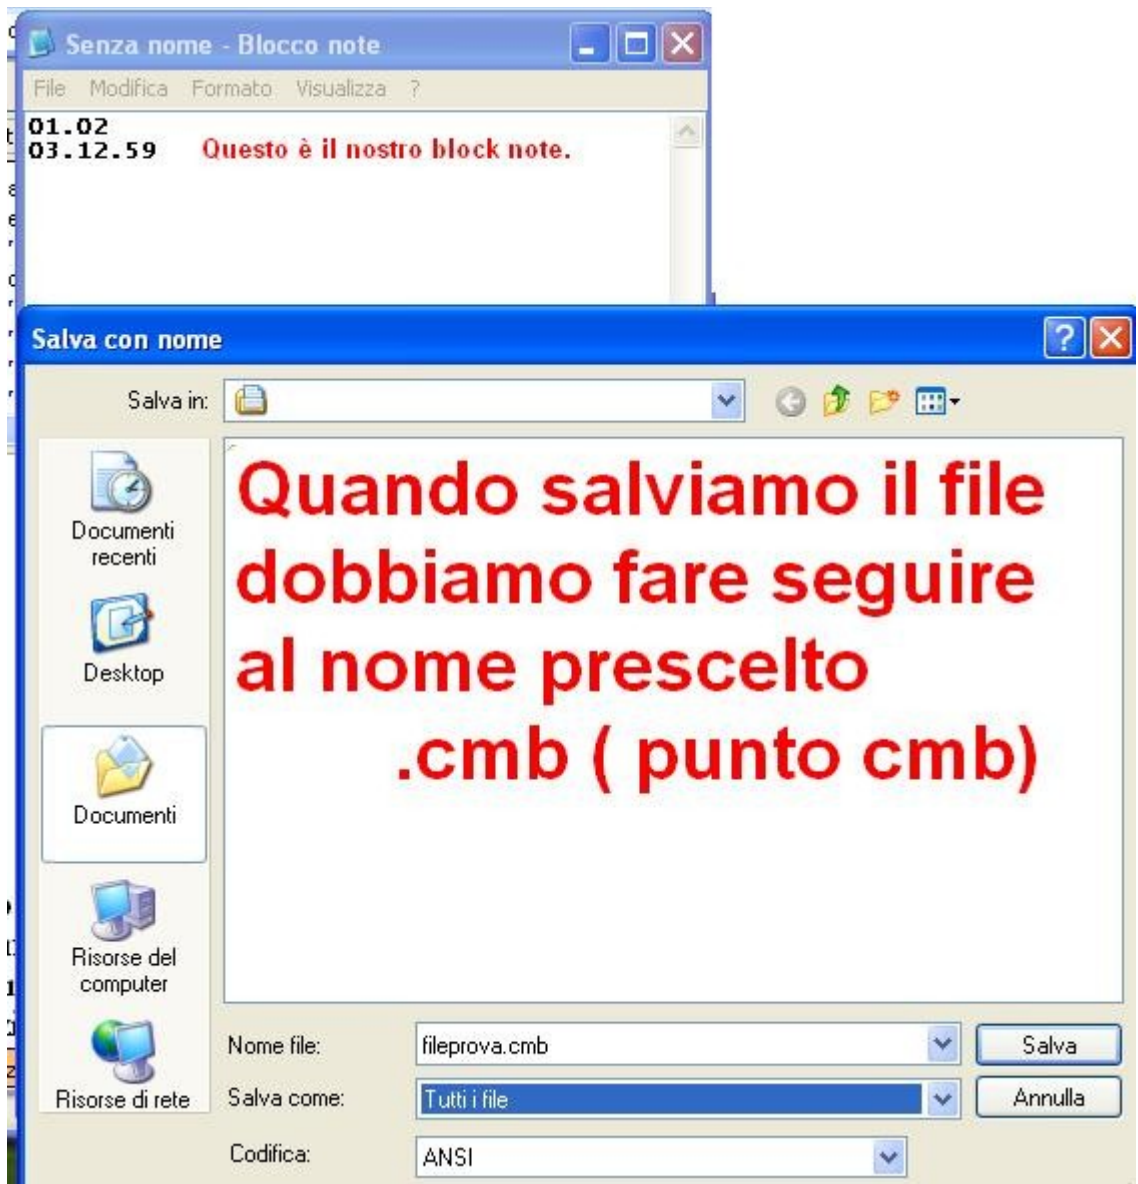 Senza nome - Blocco note
File Modifica Formato Visualizza ?
01.02
03.12.59 Questo è il nostro block note.
Salva con nome
Salva in:
Quando salviamo il file
dobbiamo fare seguire
al nome prescelto
.cmb ( punto cmb)
Documenti
recenti
Desktop
Documenti
Risorse del
computer
Risorse di rete
Nome file: fileprova.cmb Salva
Salva come: Tutti i file Annulla
Codifica: ANSI